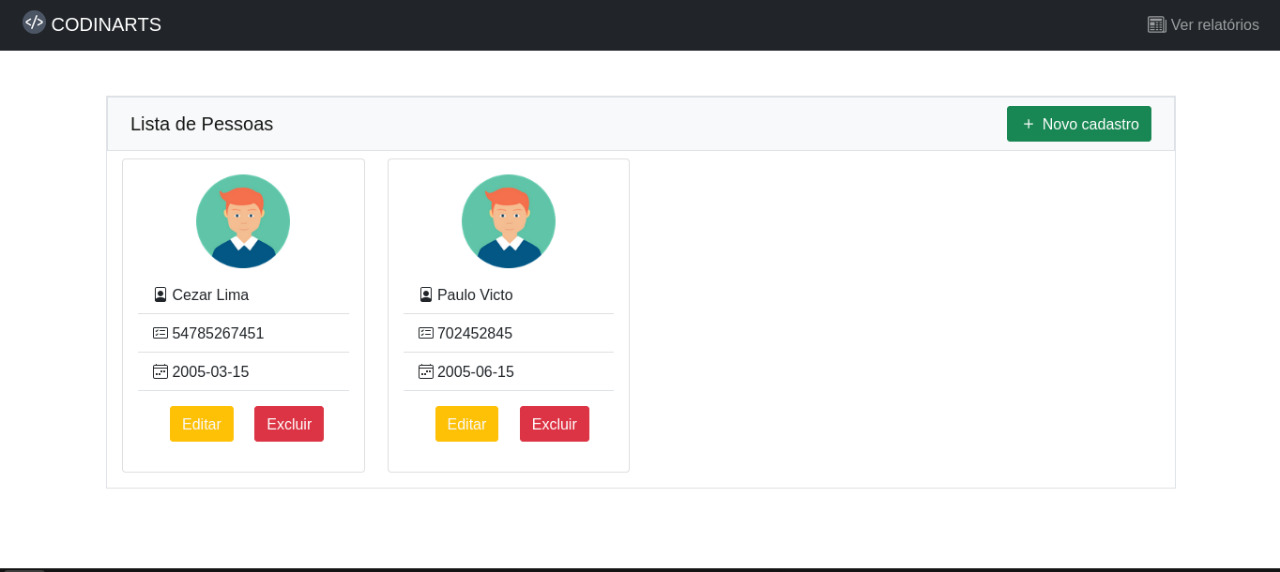 CODINARTS
Ver relatórios
Lista de Pessoas
+ Novo cadastro
Cezar Lima
54785267451
2005-03-15
Editar Excluir
Paulo Victo
702452845
2005-06-15
Editar Excluir